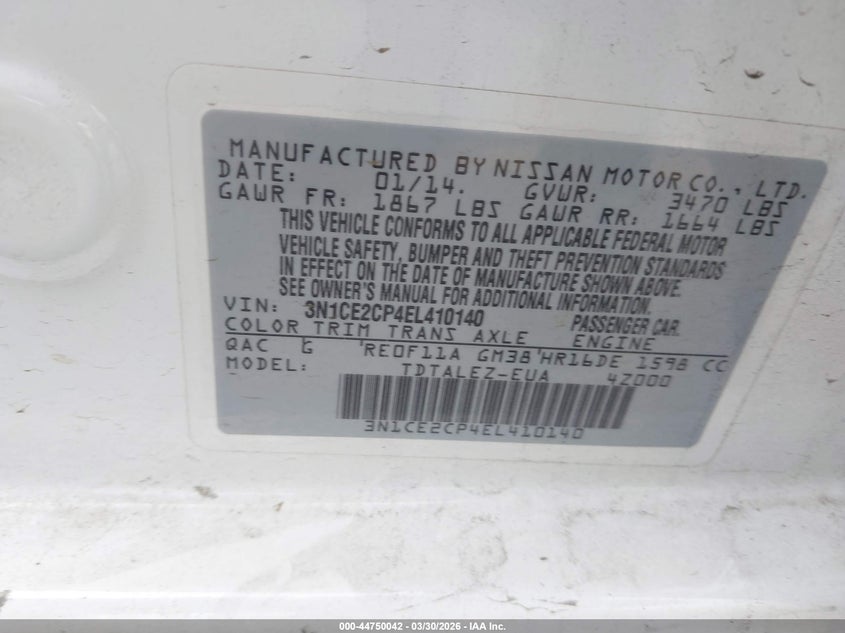 MANUFACTURED BY NISSAN MOTOR CO., LTD.
DATE: 01/14. GVWR: 3470 LBS
GAWR FR: 1867 LBS GAWR RR: 1664 LBS
THIS VEHICLE CONFORMS TO ALL APPLICABLE FEDERAL MOTOR
VEHICLE SAFETY, BUMPER AND THEFT PREVENTION STANDARDS
IN EFFECT ON THE DATE OF MANUFACTURE SHOWN ABOVE.
SEE OWNER'S MANUAL FOR ADDITIONAL INFORMATION.
VIN: 3N1CE2CP4EL410140 PASSENGER CAR.
COLOR TRIM TRANS AXLE ENGINE
QAC G 'RE0F11A GM38'HR16DE 1598 CC
MODEL: TDTALEZ-EUA 4Z000
3N1CE2CP4EL410140
000-44750042 - 03/30/2026 - IAA Inc.